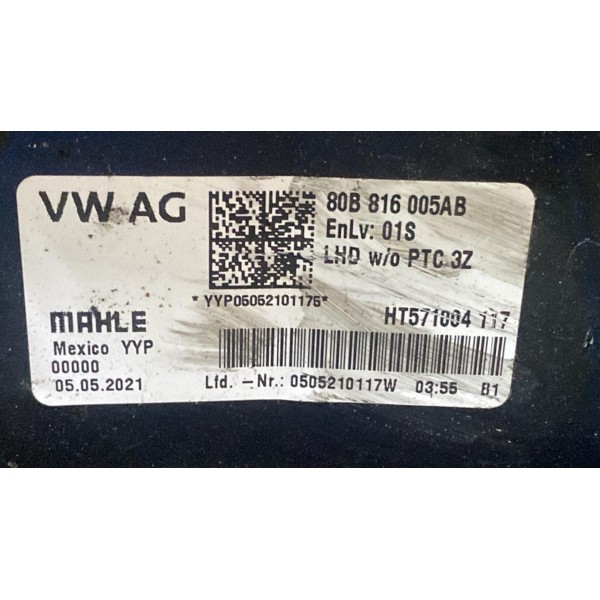 VW AG
80B 816 005AB
EnLv: 01S
LHD w/o PTC 3Z
*YYP05052101175*
MAHLE
HT571004 117
Mexico YYP
00000
05.05.2021
Lfd. -Nr.: 0505210117W 03:55 B1